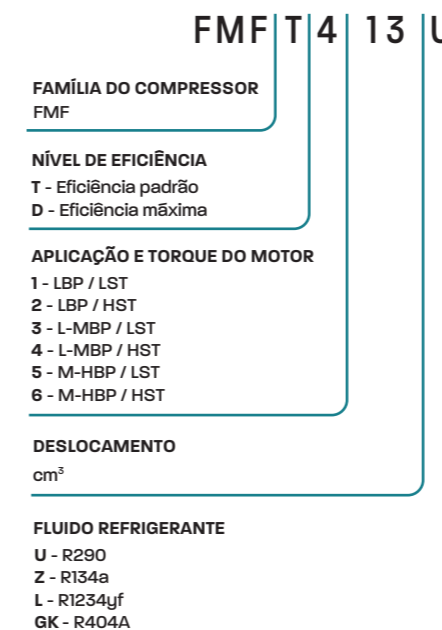 FMF T 4 13 U
FAMÍLIA DO COMPRESSOR
FMF
NÍVEL DE EFICIÊNCIA
T - Eficiência padrão
D - Eficiência máxima
APLICAÇÃO E TORQUE DO MOTOR
1 - LBP / LST
2 - LBP / HST
3 - L-MBP / LST
4 - L-MBP / HST
5 - M-HBP / LST
6 - M-HBP / HST
DESLOCAMENTO
cm³
FLUIDO REFRIGERANTE
U - R290
Z - R134a
L - R1234yf
GK - R404A